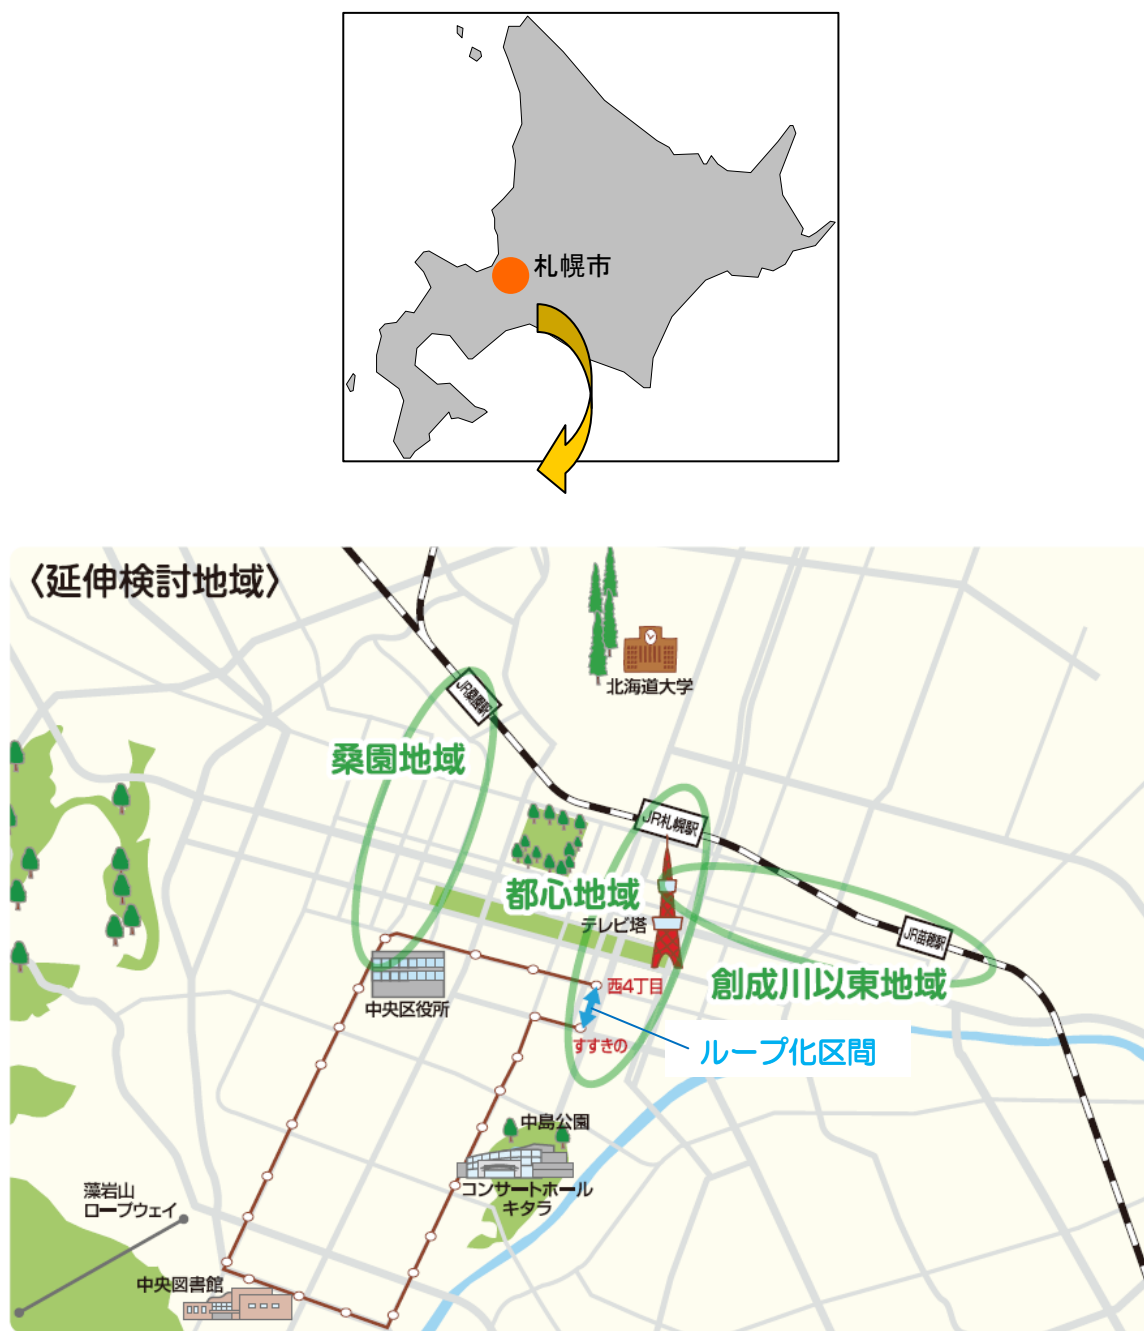 札幌市
〈延伸検討地域〉
北海道大学
JR桑園駅
桑園地域
JR札幌駅
都心地域
テレビ塔
JR苗穂駅
創成川以東地域
西4丁目
中央区役所
すすきの
ループ化区間
中島公園
コンサートホール
キタラ
藻岩山
ロープウェイ
中央図書館